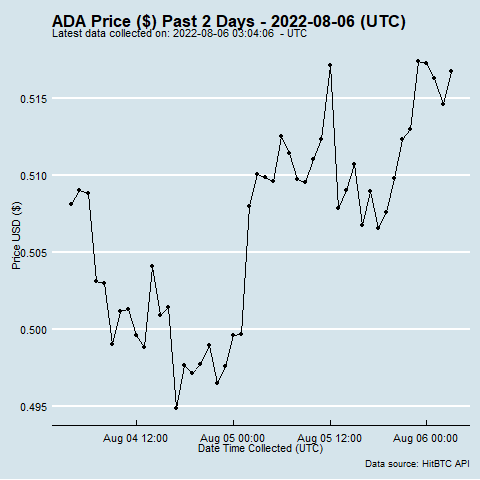 ADA Price ($) Past 2 Days - 2022-08-06 (UTC)
Latest data collected on: 2022-08-06 03:04:06  - UTC
Price USD ($)
0.515
0.510
0.505
0.500
0.495
Aug 04 12:00
Aug 05 00:00
Aug 05 12:00
Aug 06 00:00
Date Time Collected (UTC)
Data source: HitBTC API